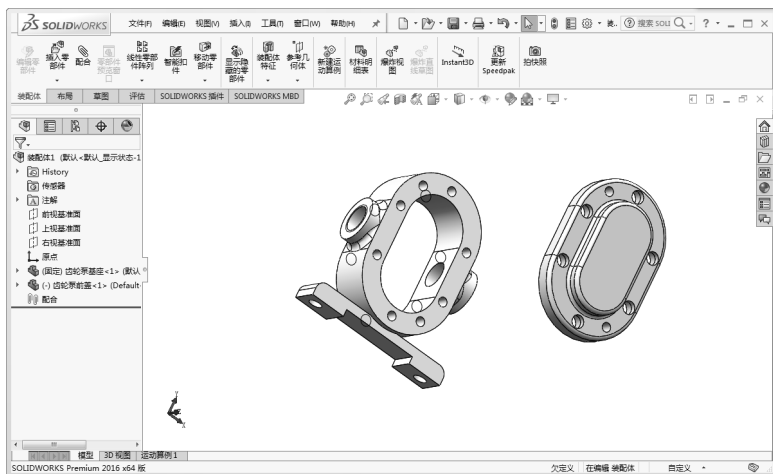 SOLIDWORKS 文件(F) 编辑(E) 视图(V) 插入(I) 工具(T) 窗口(W) 帮助(H) 装.. 搜索 SOLI
编辑零部件 插入零部件 配合 零部件预览窗口 线性零部件阵列 智能扣件 移动零部件 显示隐藏的零部件 装配体特征 参考几何体 新建运动算例 材料明细表 爆炸视图 爆炸直线草图 Instant3D 更新Speedpak 拍快照
装配体 布局 草图 评估 SOLIDWORKS 插件 SOLIDWORKS MBD
装配体1 (默认<默认_显示状态-1
History
传感器
注解
前视基准面
上视基准面
右视基准面
原点
(固定) 齿轮泵基座<1> (默认
(-) 齿轮泵前盖<1> (Default
配合
模型 3D 视图 运动算例1
SOLIDWORKS Premium 2016 x64 版 欠定义 在编辑 装配体 自定义